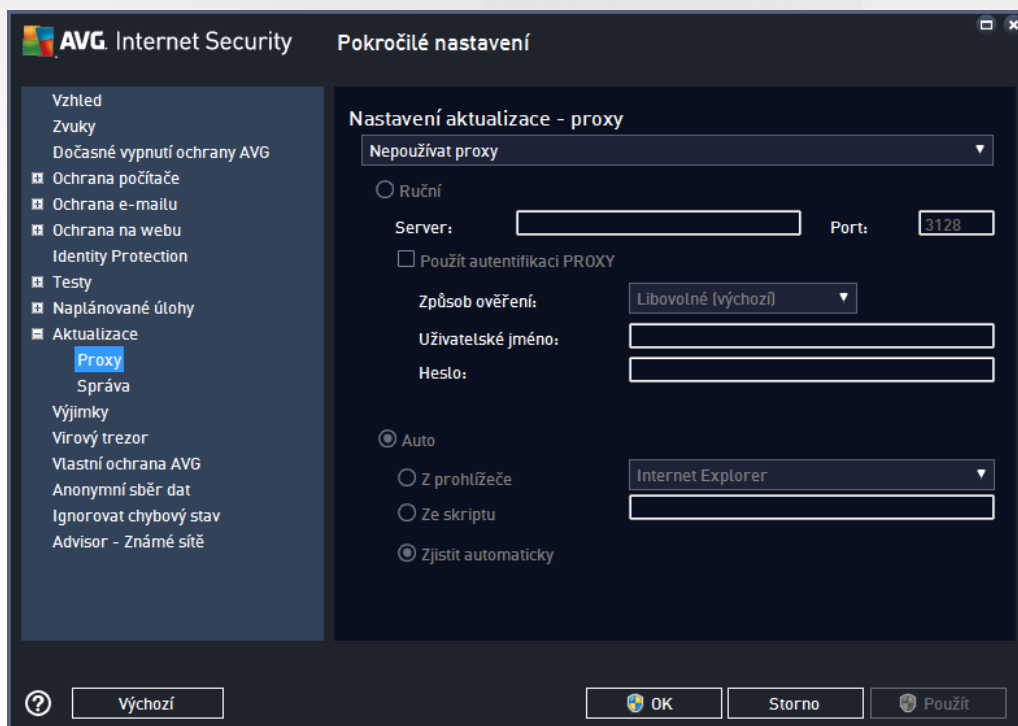 AVG. Internet Security
Pokročilé nastavení
Vzhled
Zvuky
Dočasné vypnutí ochrany AVG
Ochrana počítače
Ochrana e-mailu
Ochrana na webu
Identity Protection
Testy
Naplánované úlohy
Aktualizace
Proxy
Správa
Výjimky
Virový trezor
Vlastní ochrana AVG
Anonymní sběr dat
Ignorovat chybový stav
Advisor - Známé sítě
Nastavení aktualizace - proxy
Nepoužívat proxy
Ruční
Server: Port: 3128
Použít autentifikaci PROXY
Způsob ověření: Libovolné (výchozí)
Uživatelské jméno:
Heslo:
Auto
Z prohlížeče Internet Explorer
Ze skriptu
Zjistit automaticky
? Výchozí OK Storno Použít